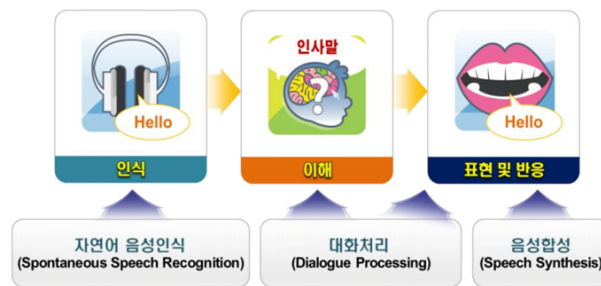 Hello
인식
인사말
?
이해
Hello
표현 및 반응
자연어 음성인식
(Spontaneous Speech Recognition)
대화처리
(Dialogue Processing)
음성합성
(Speech Synthesis)